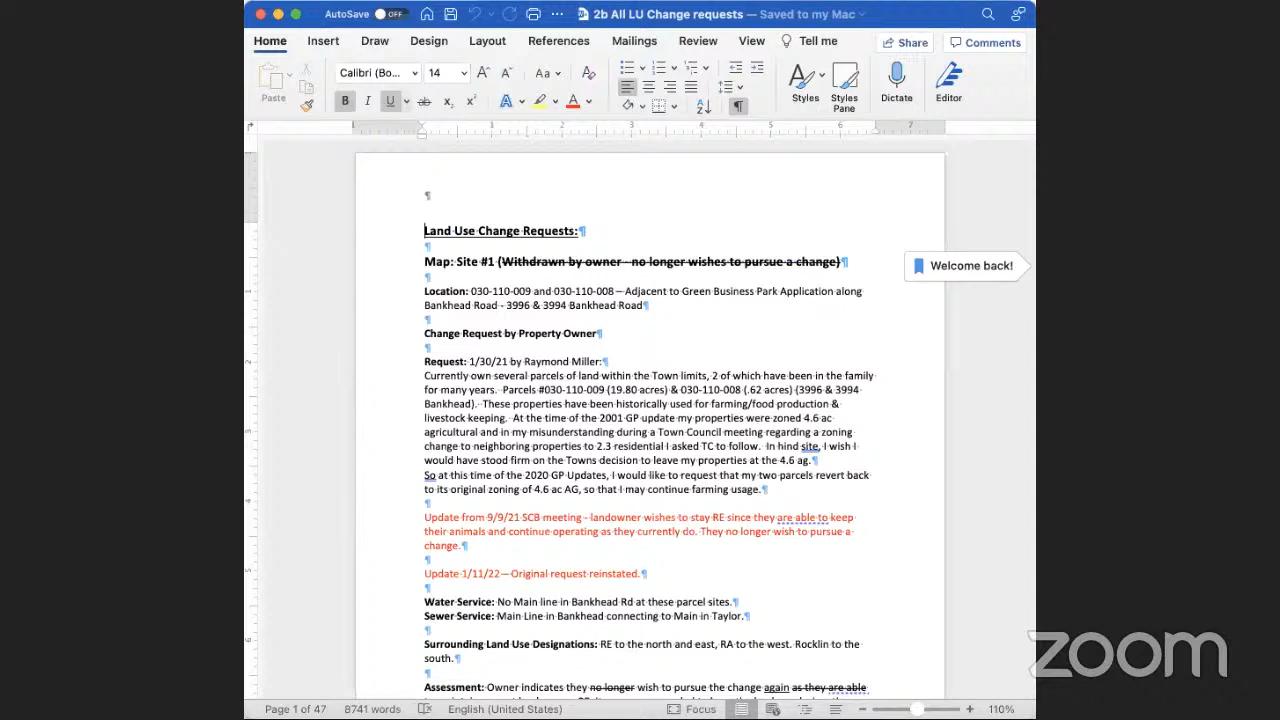 AutoSave OFF 2b All LU Change requests — Saved to my Mac
Home Insert Draw Design Layout References Mailings Review View Tell me Share Comments
Paste Calibri (Bo... 14 Aa A
B I U ab x₂ x² A A Styles Styles Pane Dictate Editor
1 1 2 3 4 5 6 7
Land Use Change Requests:¶
Map: Site #1 (Withdrawn by owner - no longer wishes to pursue a change)¶
Welcome back!
Location: 030-110-009 and 030-110-008 – Adjacent to Green Business Park Application along
Bankhead Road - 3996 & 3994 Bankhead Road¶
Change Request by Property Owner¶
Request: 1/30/21 by Raymond Miller:¶
Currently own several parcels of land within the Town limits, 2 of which have been in the family
for many years. Parcels #030-110-009 (19.80 acres) & 030-110-008 (.62 acres) (3996 & 3994
Bankhead). These properties have been historically used for farming/food production &
livestock keeping. At the time of the 2001 GP update my properties were zoned 4.6 ac
agricultural and in my misunderstanding during a Town Council meeting regarding a zoning
change to neighboring properties to 2.3 residential I asked TC to follow. In hind site, I wish I
would have stood firm on the Towns decision to leave my properties at the 4.6 ag.¶
So at this time of the 2020 GP Updates, I would like to request that my two parcels revert back
to its original zoning of 4.6 ac AG, so that I may continue farming usage.¶
Update from 9/9/21 SCB meeting - landowner wishes to stay RE since they are able to keep
their animals and continue operating as they currently do. They no longer wish to pursue a
change.¶
Update 1/11/22— Original request reinstated.¶
Water Service: No Main line in Bankhead Rd at these parcel sites.¶
Sewer Service: Main Line in Bankhead connecting to Main in Taylor.¶
Surrounding Land Use Designations: RE to the north and east, RA to the west. Rocklin to the
south.¶
Assessment: Owner indicates they no longer wish to pursue the change again as they are able
Page 1 of 47 8741 words English (United States) Focus 110%
zoom